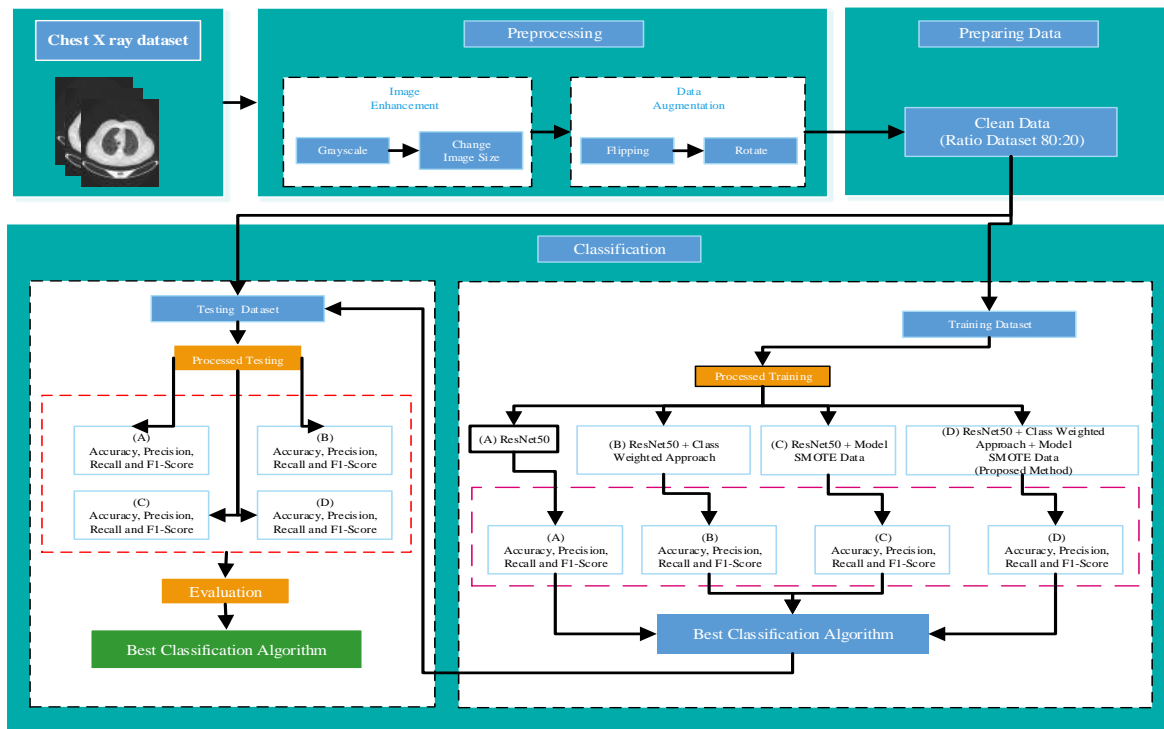 Chest X ray dataset
Preprocessing
Image
Enhancement
Grayscale
Change
Image Size
Data
Augmentation
Flipping
Rotate
Preparing Data
Clean Data
(Ratio Dataset 80:20)
Classification
Testing Dataset
Processed Testing
(A)
Accuracy, Precision,
Recall and F1-Score
(B)
Accuracy, Precision,
Recall and F1-Score
(C)
Accuracy, Precision,
Recall and F1-Score
(D)
Accuracy, Precision,
Recall and F1-Score
Evaluation
Best Classification Algorithm
Training Dataset
Processed Training
(A) ResNet50
(B) ResNet50 + Class
Weighted Approach
(C) ResNet50 + Model
SMOTE Data
(D) ResNet50 + Class Weighted
Approach + Model
SMOTE Data
(Proposed Method)
(A)
Accuracy, Precision,
Recall and F1-Score
(B)
Accuracy, Precision,
Recall and F1-Score
(C)
Accuracy, Precision,
Recall and F1-Score
(D)
Accuracy, Precision,
Recall and F1-Score
Best Classification Algorithm